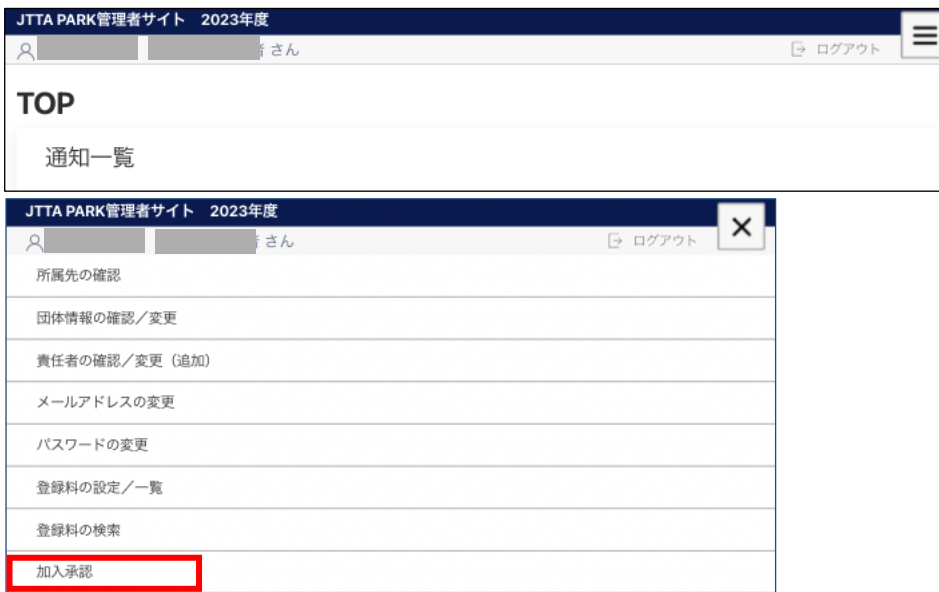 JTTA PARK管理者サイト 2023年度
さん ログアウト
TOP
通知一覧
JTTA PARK管理者サイト 2023年度
さん ログアウト
所属先の確認
団体情報の確認／変更
責任者の確認／変更（追加）
メールアドレスの変更
パスワードの変更
登録料の設定／一覧
登録料の検索
加入承認